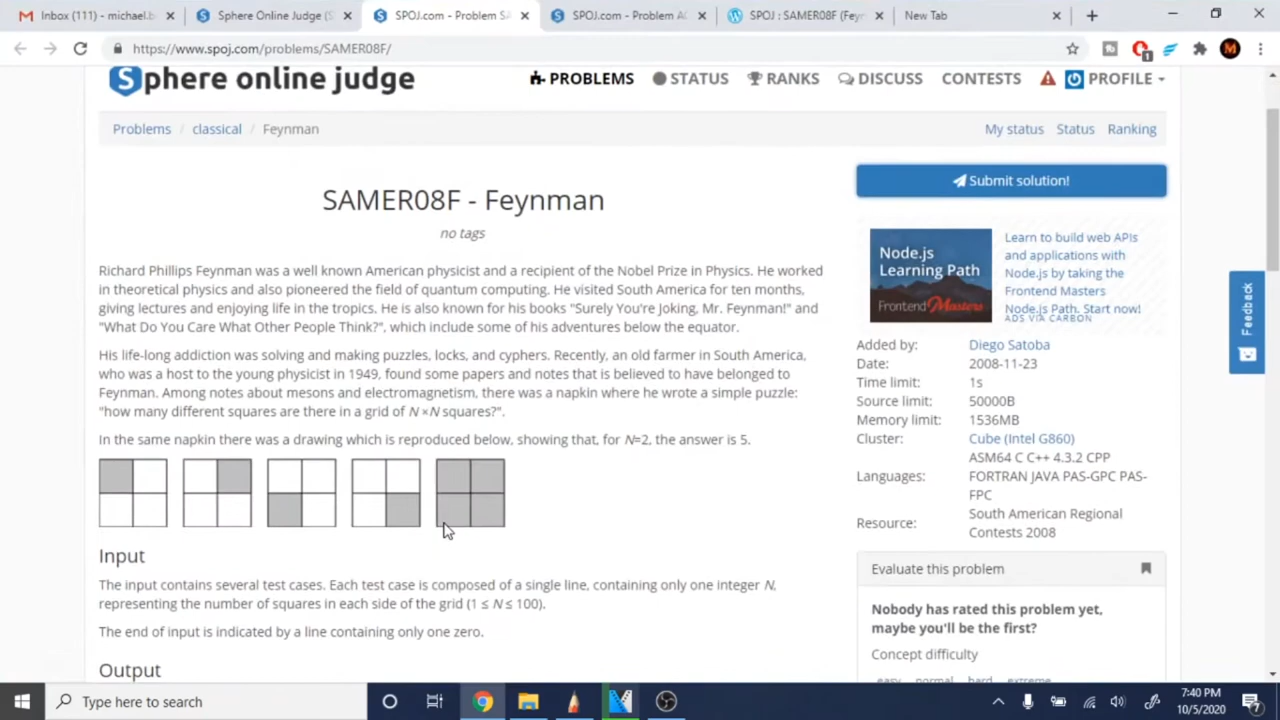 Inbox (111) - michael.b
Sphere Online Judge (S
SPOJ.com - Problem SA
SPOJ.com - Problem AC
SPOJ : SAMER08F (Feyn
New Tab
https://www.spoj.com/problems/SAMER08F/
1
M
Sphere online judge
PROBLEMS
STATUS
RANKS
DISCUSS
CONTESTS
PROFILE
Problems / classical / Feynman
My status Status Ranking
SAMER08F - Feynman
no tags
Richard Phillips Feynman was a well known American physicist and a recipient of the Nobel Prize in Physics. He worked
in theoretical physics and also pioneered the field of quantum computing. He visited South America for ten months,
giving lectures and enjoying life in the tropics. He is also known for his books "Surely You're Joking, Mr. Feynman!" and
"What Do You Care What Other People Think?", which include some of his adventures below the equator.
His life-long addiction was solving and making puzzles, locks, and cyphers. Recently, an old farmer in South America,
who was a host to the young physicist in 1949, found some papers and notes that is believed to have belonged to
Feynman. Among notes about mesons and electromagnetism, there was a napkin where he wrote a simple puzzle:
"how many different squares are there in a grid of N ×N squares?".
In the same napkin there was a drawing which is reproduced below, showing that, for N=2, the answer is 5.
Input
The input contains several test cases. Each test case is composed of a single line, containing only one integer N,
representing the number of squares in each side of the grid (1 ≤ N ≤ 100).
The end of input is indicated by a line containing only one zero.
Output
Submit solution!
Node.js
Learning Path
Frontend Masters
Learn to build web APIs
and applications with
Node.js by taking the
Frontend Masters
Node.js Path. Start now!
ADS VIA CARBON
Added by: Diego Satoba
Date: 2008-11-23
Time limit: 1s
Source limit: 50000B
Memory limit: 1536MB
Cluster: Cube (Intel G860)
Languages: ASM64 C C++ 4.3.2 CPP
FORTRAN JAVA PAS-GPC PAS-
FPC
Resource: South American Regional
Contests 2008
Evaluate this problem
Nobody has rated this problem yet,
maybe you'll be the first?
Concept difficulty
easy normal hard extreme
Feedback
Type here to search
7:40 PM
10/5/2020
7